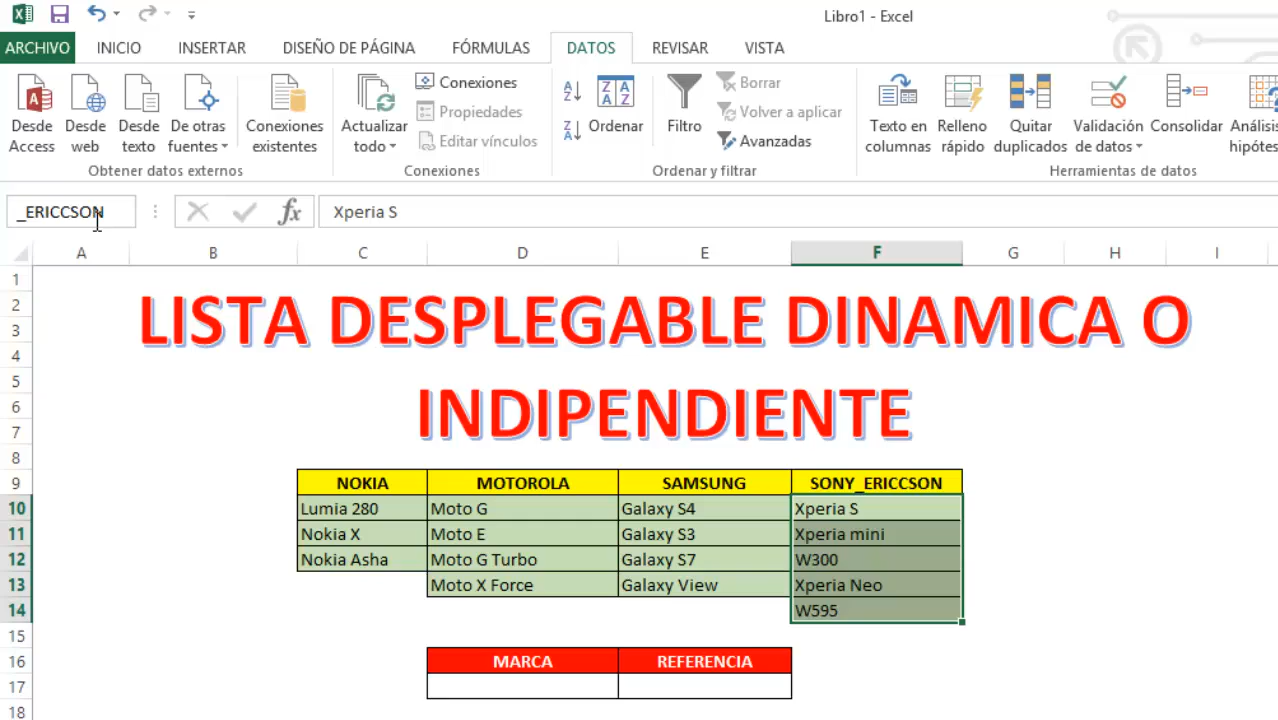 Libro1 - Excel
ARCHIVO INICIO INSERTAR DISEÑO DE PÁGINA FÓRMULAS DATOS REVISAR VISTA
Desde Access
Desde web
Desde texto
De otras fuentes
Conexiones existentes
Obtener datos externos
Actualizar todo
Conexiones
Propiedades
Editar vínculos
Conexiones
Ordenar
Filtro
Borrar
Volver a aplicar
Avanzadas
Ordenar y filtrar
Texto en columnas
Relleno rápido
Quitar duplicados
Validación de datos
Consolidar
Análisis
hipótes
Herramientas de datos
_ERICCSON fx Xperia S
A B C D E F G H I
1
2
3
4
5
6
7
8
LISTA DESPLEGABLE DINAMICA O
INDIPENDIENTE
9 NOKIA MOTOROLA SAMSUNG SONY_ERICCSON
10 Lumia 280 Moto G Galaxy S4 Xperia S
11 Nokia X Moto E Galaxy S3 Xperia mini
12 Nokia Asha Moto G Turbo Galaxy S7 W300
13 Moto X Force Galaxy View Xperia Neo
14 W595
15
16 MARCA REFERENCIA
17
18